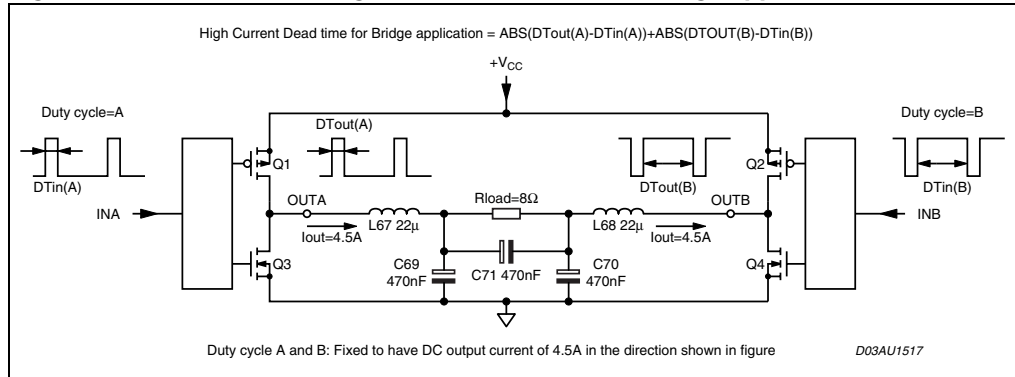 High Current Dead time for Bridge application = ABS(DTout(A)-DTin(A))+ABS(DTOUT(B)-DTin(B))
+VCC
Duty cycle=A
Duty cycle=B
DTout(A)
DTout(B)
Q1
Q2
DTin(A)
DTin(B)
INA
INB
OUTA
OUTB
Rload=8Ω
L67 22µ
L68 22µ
Iout=4.5A
Iout=4.5A
Q3
Q4
C69
470nF
C71 470nF
C70
470nF
Duty cycle A and B: Fixed to have DC output current of 4.5A in the direction shown in figure
D03AU1517